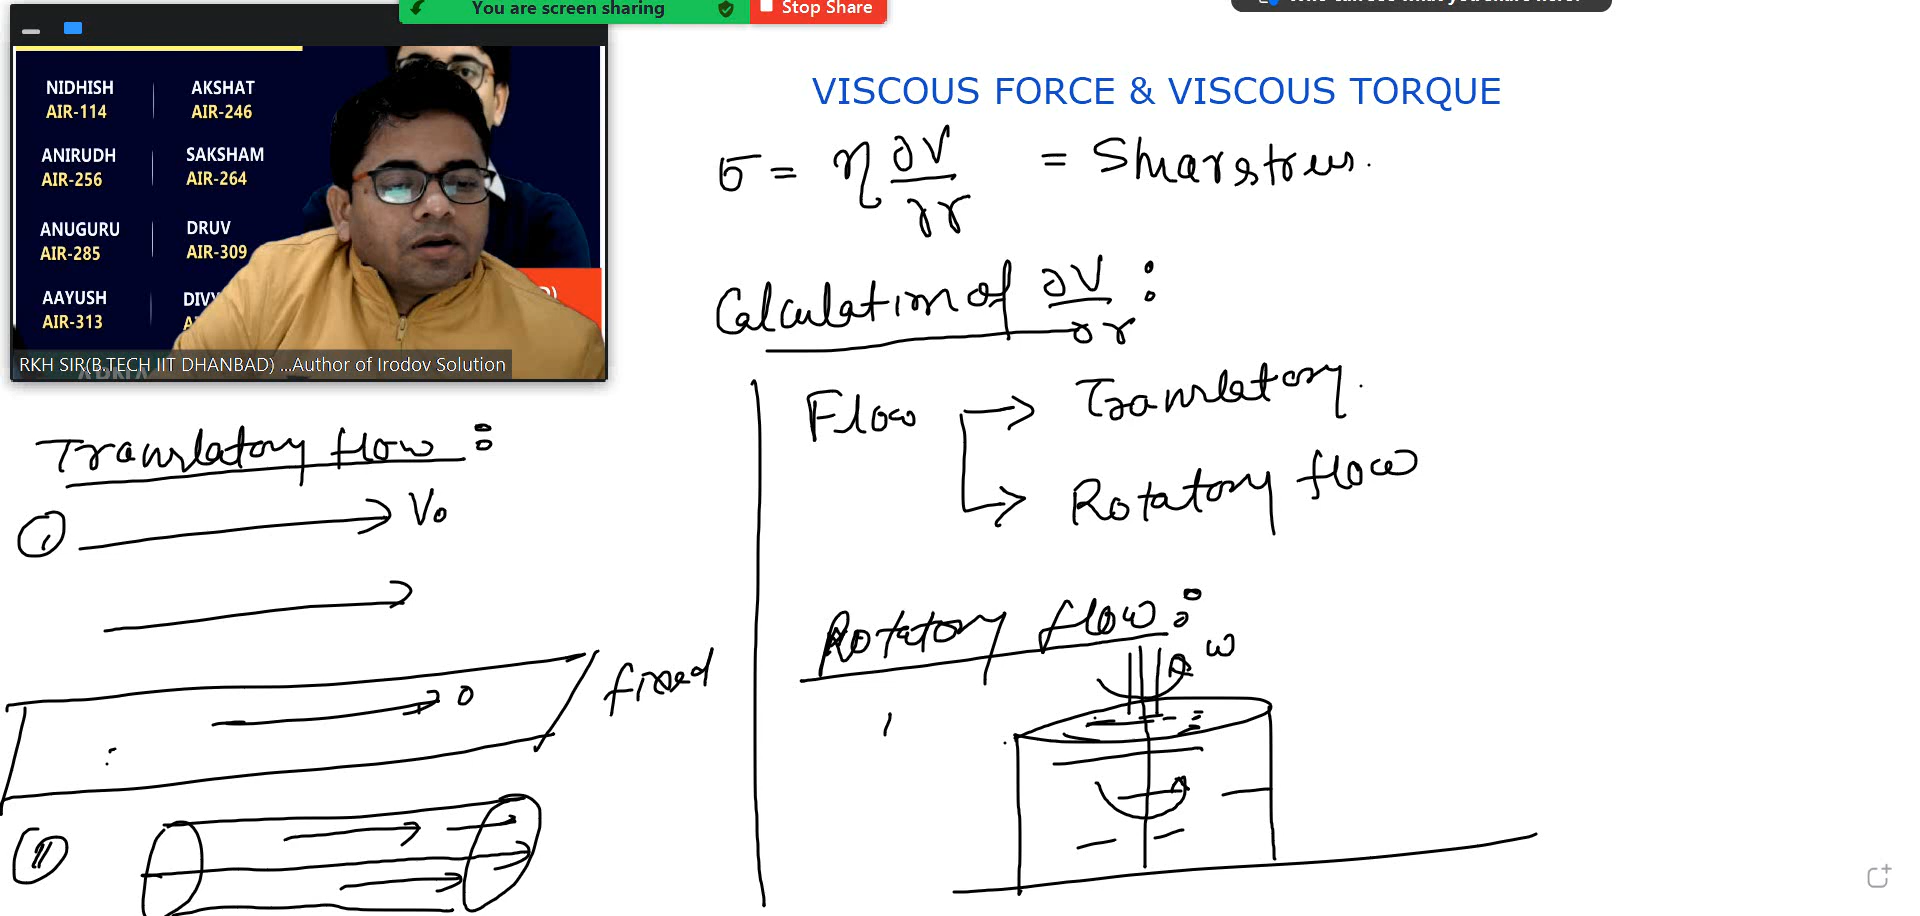 You are screen sharing
Stop Share
NIDHISH
AIR-114
AKSHAT
AIR-246
ANIRUDH
AIR-256
SAKSHAM
AIR-264
ANUGURU
AIR-285
DRUV
AIR-309
AAYUSH
AIR-313
DIVY
RKH SIR(B.TECH IIT DHANBAD) ...Author of Irodov Solution
VISCOUS FORCE & VISCOUS TORQUE
σ = η ∂V/∂r = Shear stress.
Calculation of ∂V/∂r :
Flow → Translatory.
→ Rotatory flow
Translatory flow :
① V₀
0 fixed
②
Rotatory flow :
ω